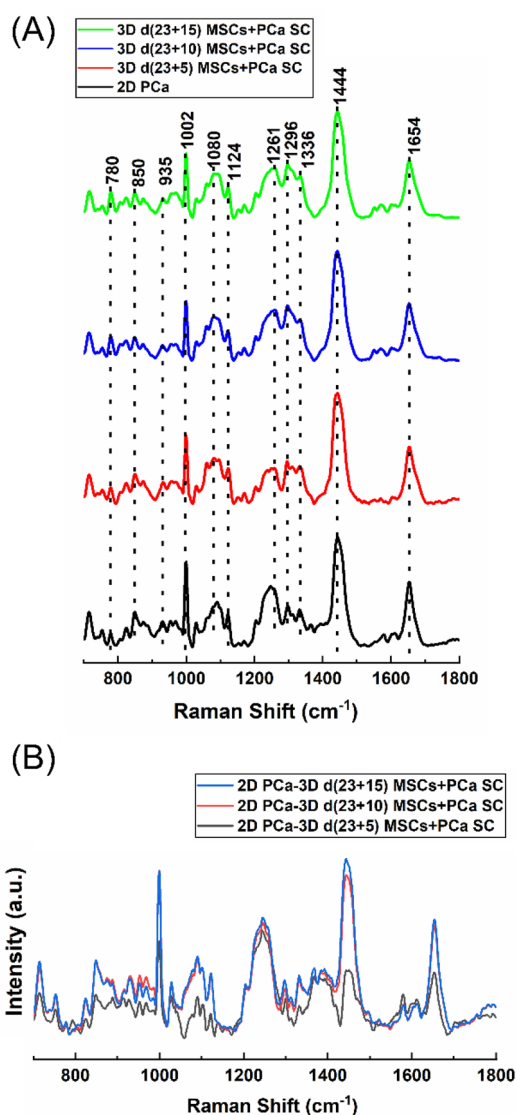 (A)
3D d(23+15) MSCs+PCa SC
3D d(23+10) MSCs+PCa SC
3D d(23+5) MSCs+PCa SC
2D PCa
780
850
935
1002
1080
1124
1261
1296
1336
1444
1654
800 1000 1200 1400 1600 1800
Raman Shift (cm-1)
(B)
2D PCa-3D d(23+15) MSCs+PCa SC
2D PCa-3D d(23+10) MSCs+PCa SC
2D PCa-3D d(23+5) MSCs+PCa SC
Intensity (a.u.)
800 1000 1200 1400 1600 1800
Raman Shift (cm-1)